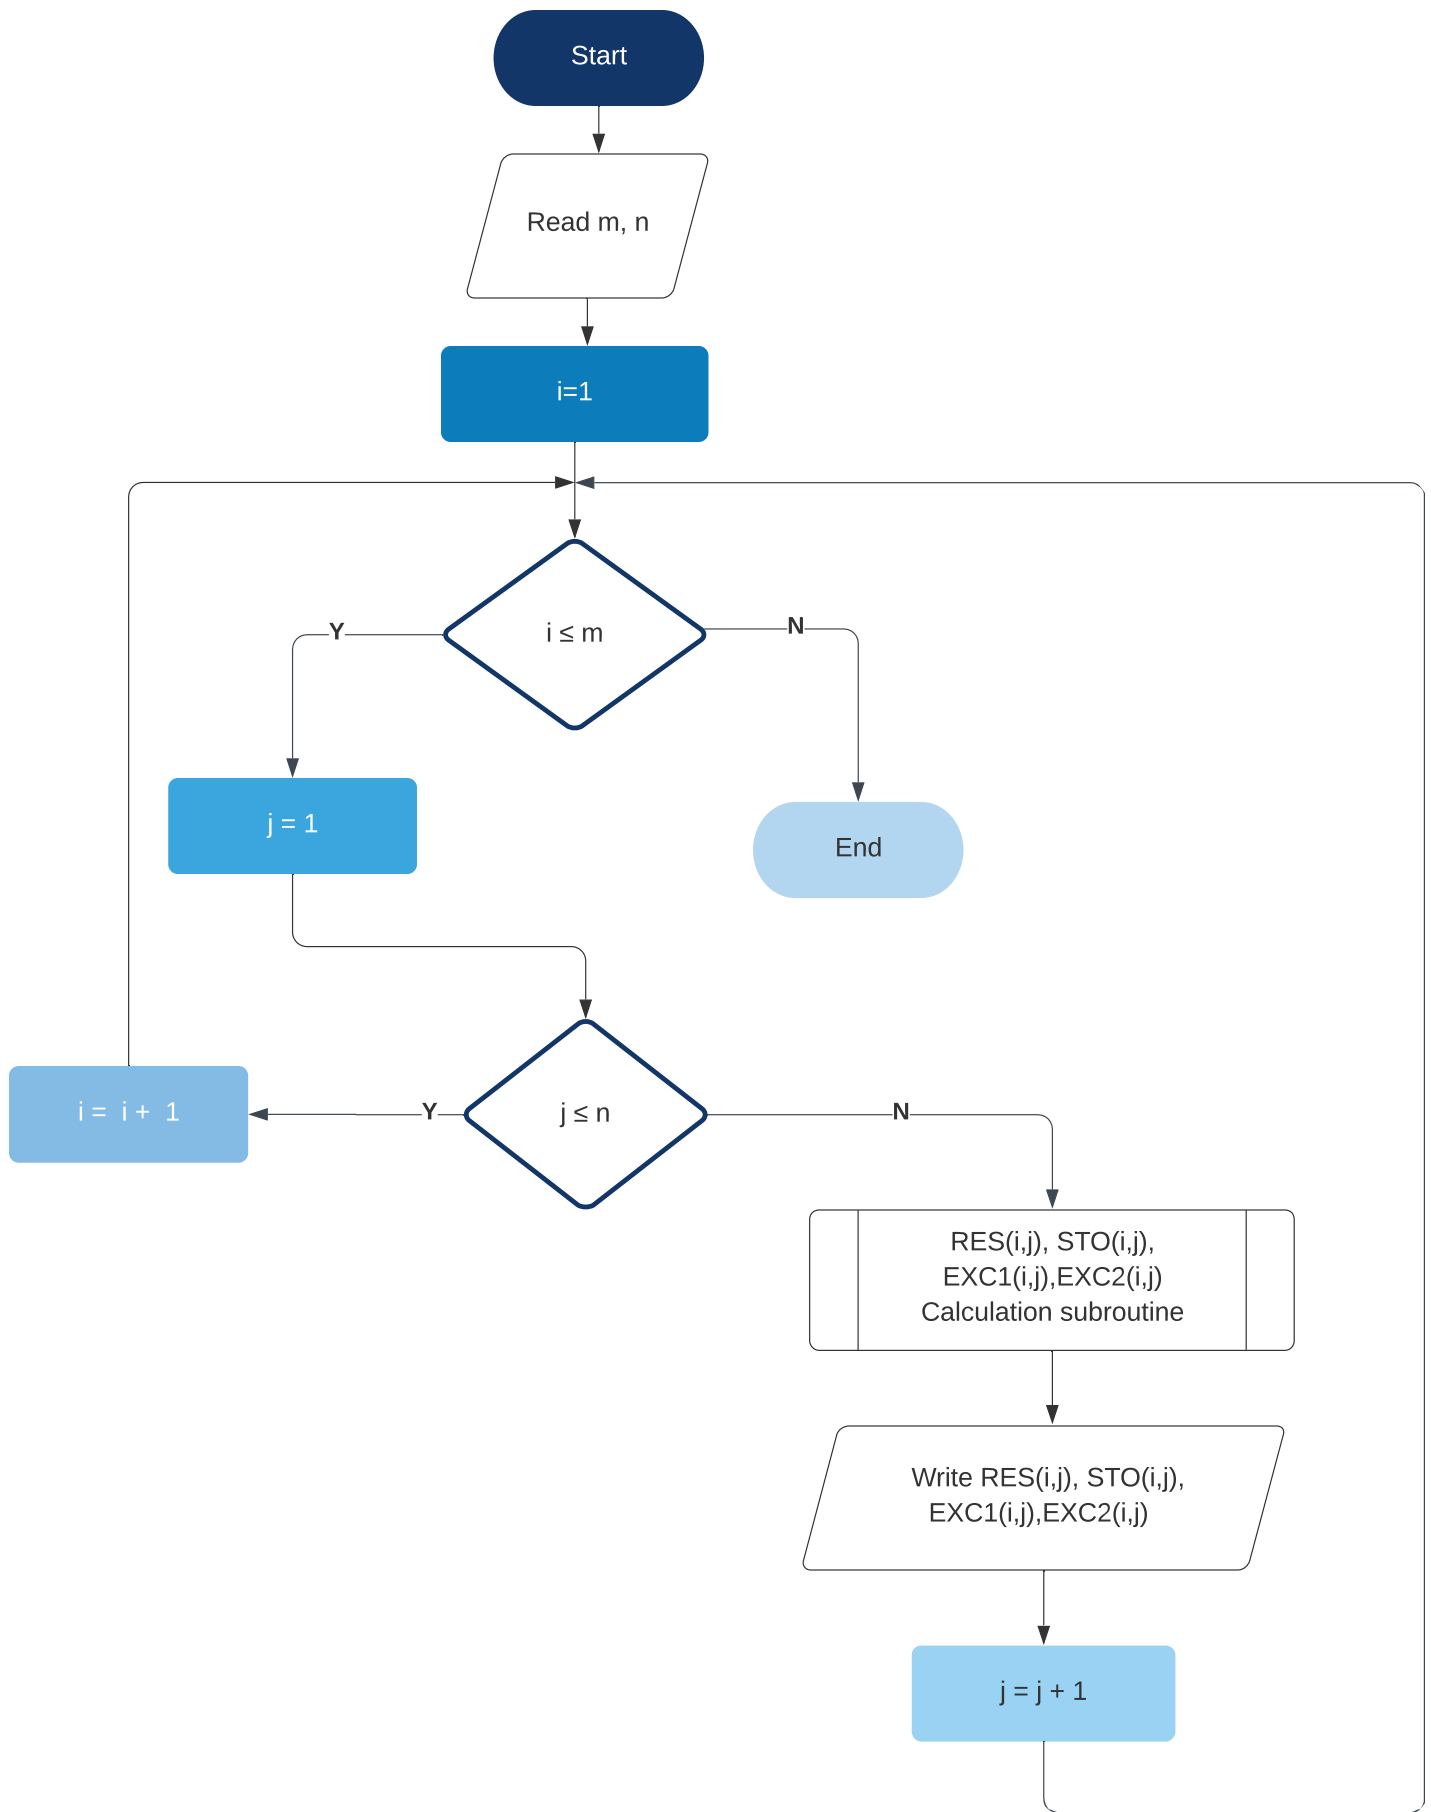 Start
Read m, n
i=1
i ≤ m
Y
N
j = 1
End
j ≤ n
Y
N
i =  i +  1
RES(i,j), STO(i,j),
EXC1(i,j),EXC2(i,j)
Calculation subroutine
Write RES(i,j), STO(i,j),
EXC1(i,j),EXC2(i,j)
j = j + 1